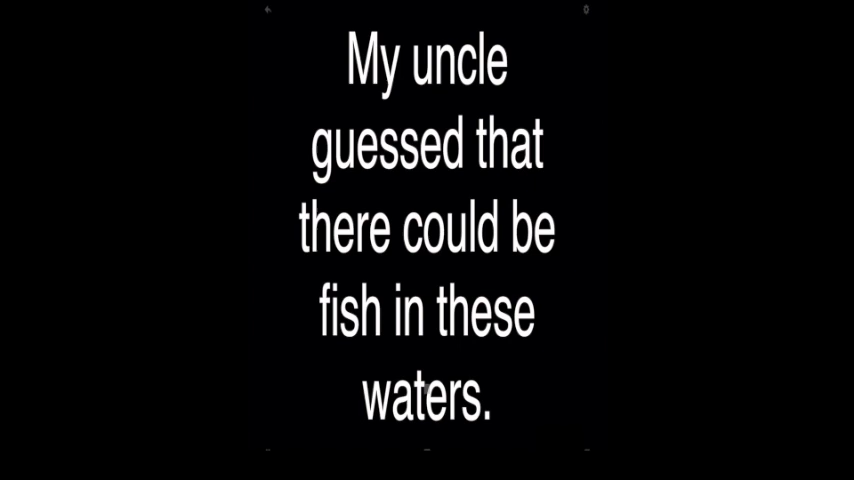 My uncle
guessed that
there could be
fish in these
waters.